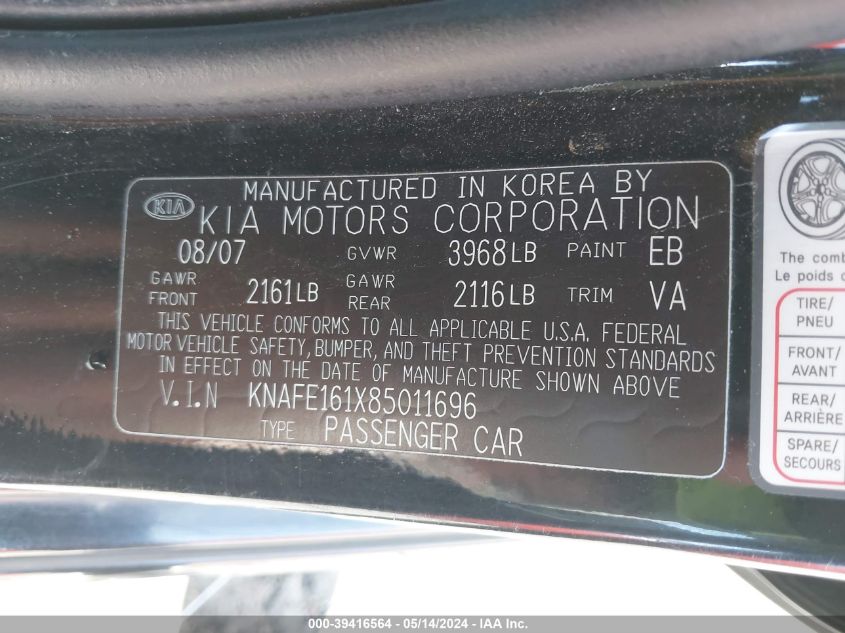 MANUFACTURED IN KOREA BY
KIA KIA MOTORS CORPORATION
08/07 GVWR 3968LB PAINT EB
GAWR FRONT 2161LB GAWR REAR 2116LB TRIM VA
THIS VEHICLE CONFORMS TO ALL APPLICABLE U.S.A. FEDERAL
MOTOR VEHICLE SAFETY, BUMPER, AND THEFT PREVENTION STANDARDS
IN EFFECT ON THE DATE OF MANUFACTURE SHOWN ABOVE
V.I.N KNAFE161X85011696
TYPE PASSENGER CAR
The comb
Le poids d
TIRE/
PNEU
FRONT/
AVANT
REAR/
ARRIÈRE
SPARE/
SECOURS
000-39416564 - 05/14/2024 - IAA Inc.